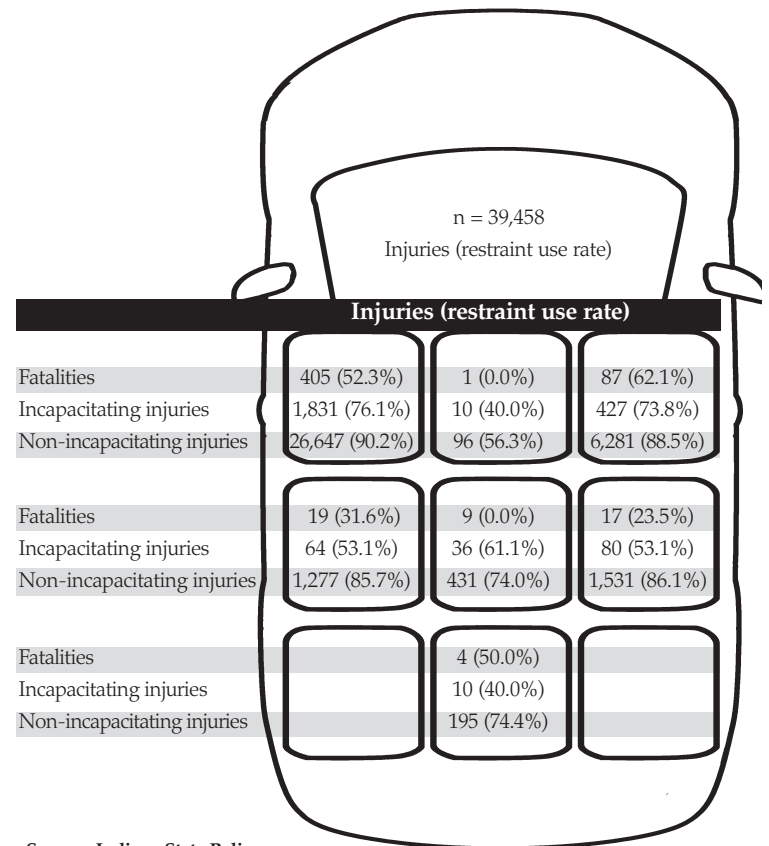 n = 39,458
Injuries (restraint use rate)
Injuries (restraint use rate)
Fatalities 405 (52.3%) 1 (0.0%) 87 (62.1%)
Incapacitating injuries 1,831 (76.1%) 10 (40.0%) 427 (73.8%)
Non-incapacitating injuries 26,647 (90.2%) 96 (56.3%) 6,281 (88.5%)
Fatalities 19 (31.6%) 9 (0.0%) 17 (23.5%)
Incapacitating injuries 64 (53.1%) 36 (61.1%) 80 (53.1%)
Non-incapacitating injuries 1,277 (85.7%) 431 (74.0%) 1,531 (86.1%)
Fatalities 4 (50.0%)
Incapacitating injuries 10 (40.0%)
Non-incapacitating injuries 195 (74.4%)